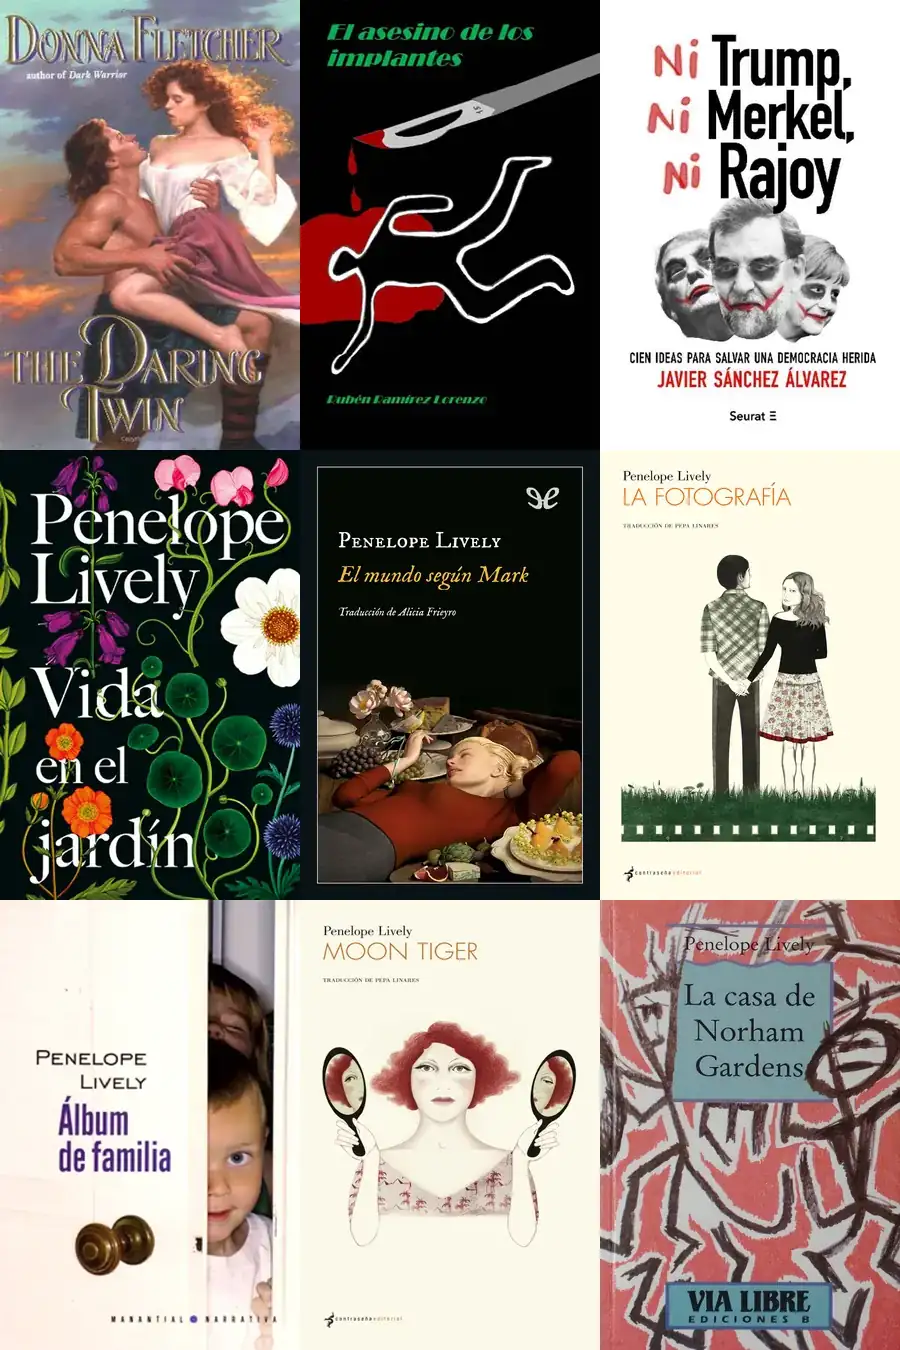 DONNA FLETCHER
author of Dark Warrior
THE DARING
TWIN
El asesino de los
implantes
Rubén Ramírez Lorenzo
Ni Trump,
Ni Merkel,
Ni Rajoy
CIEN IDEAS PARA SALVAR UNA DEMOCRACIA HERIDA
JAVIER SÁNCHEZ ÁLVAREZ
Seurat
Penelope
Lively
Vida
en el
jardín
PENELOPE LIVELY
El mundo según Mark
Traducción de Alicia Frieyro
Penelope Lively
LA FOTOGRAFÍA
TRADUCCIÓN DE PEPA LINARES
contraseñaeditorial
PENELOPE
LIVELY
Álbum
de familia
MANANTIAL NARRATIVA
Penelope Lively
MOON TIGER
TRADUCCIÓN DE PEPA LINARES
contraseñaeditorial
Penelope Lively
La casa de
Norham
Gardens
VIA LIBRE
EDICIONES B